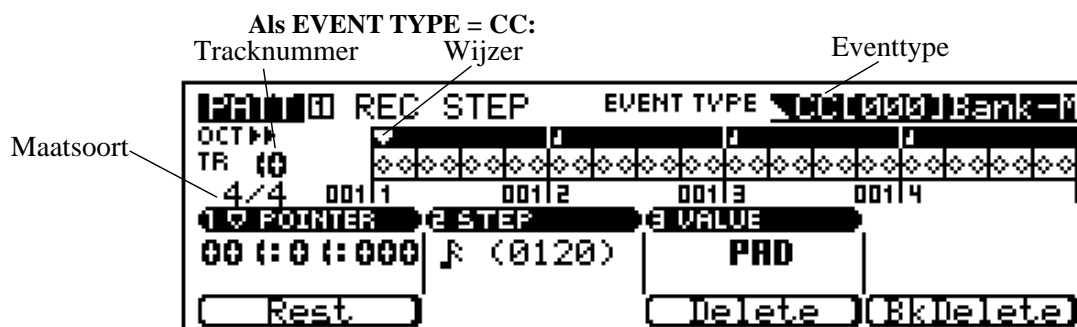 Als EVENT TYPE = CC:
Tracknummer Wijzer Eventtype
PATT 1 REC STEP EVENT TYPE CC[000]Bank-M
OCT
Maatsoort
TR 10
4/4 001 1 001 2 001 3 001 4
1 POINTER 2 STEP 3 VALUE
001:01:000 (0120) PAD
Rest Delete BkDelete